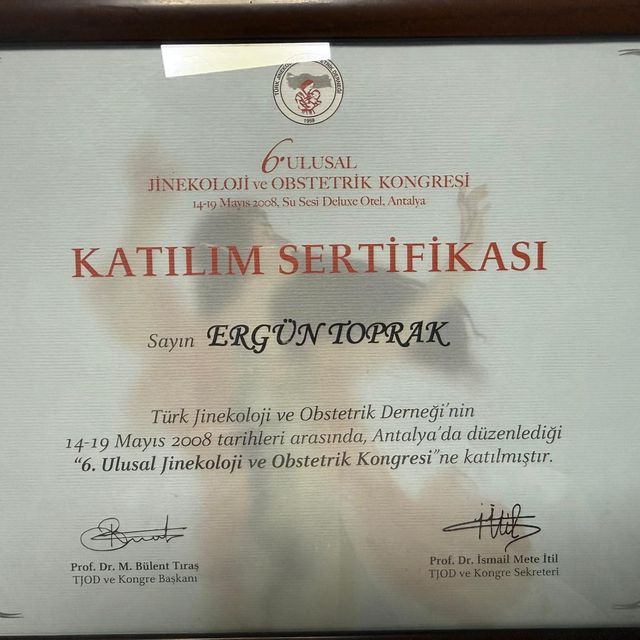 1959
6. ULUSAL
JİNEKOLOJİ ve OBSTETRİK KONGRESİ
14-19 Mayıs 2008, Su Sesi Deluxe Otel, Antalya
KATILIM SERTİFİKASI
Sayın ERGÜN TOPRAK
Türk Jinekoloji ve Obstetrik Derneği'nin
14-19 Mayıs 2008 tarihleri arasında, Antalya'da düzenlediği
“6. Ulusal Jinekoloji ve Obstetrik Kongresi”ne katılmıştır.
Prof. Dr. M. Bülent Tıraş
TJOD ve Kongre Başkanı
Prof. Dr. İsmail Mete İtil
TJOD ve Kongre Sekreteri